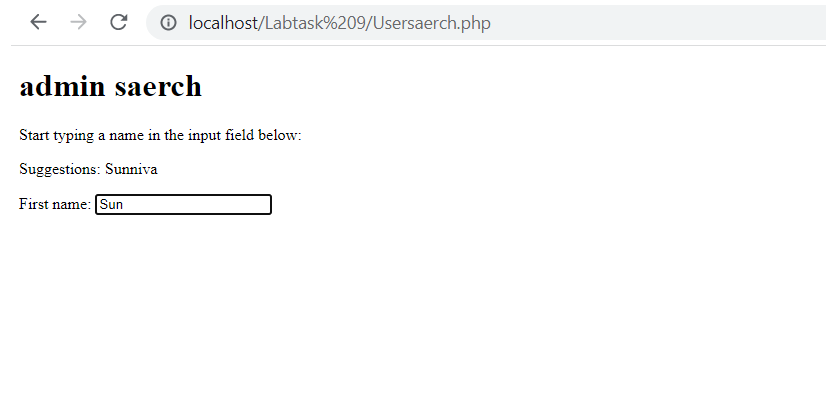 localhost/Labtask%209/Usersaerch.php
admin saerch
Start typing a name in the input field below:
Suggestions: Sunniva
First name: Sun